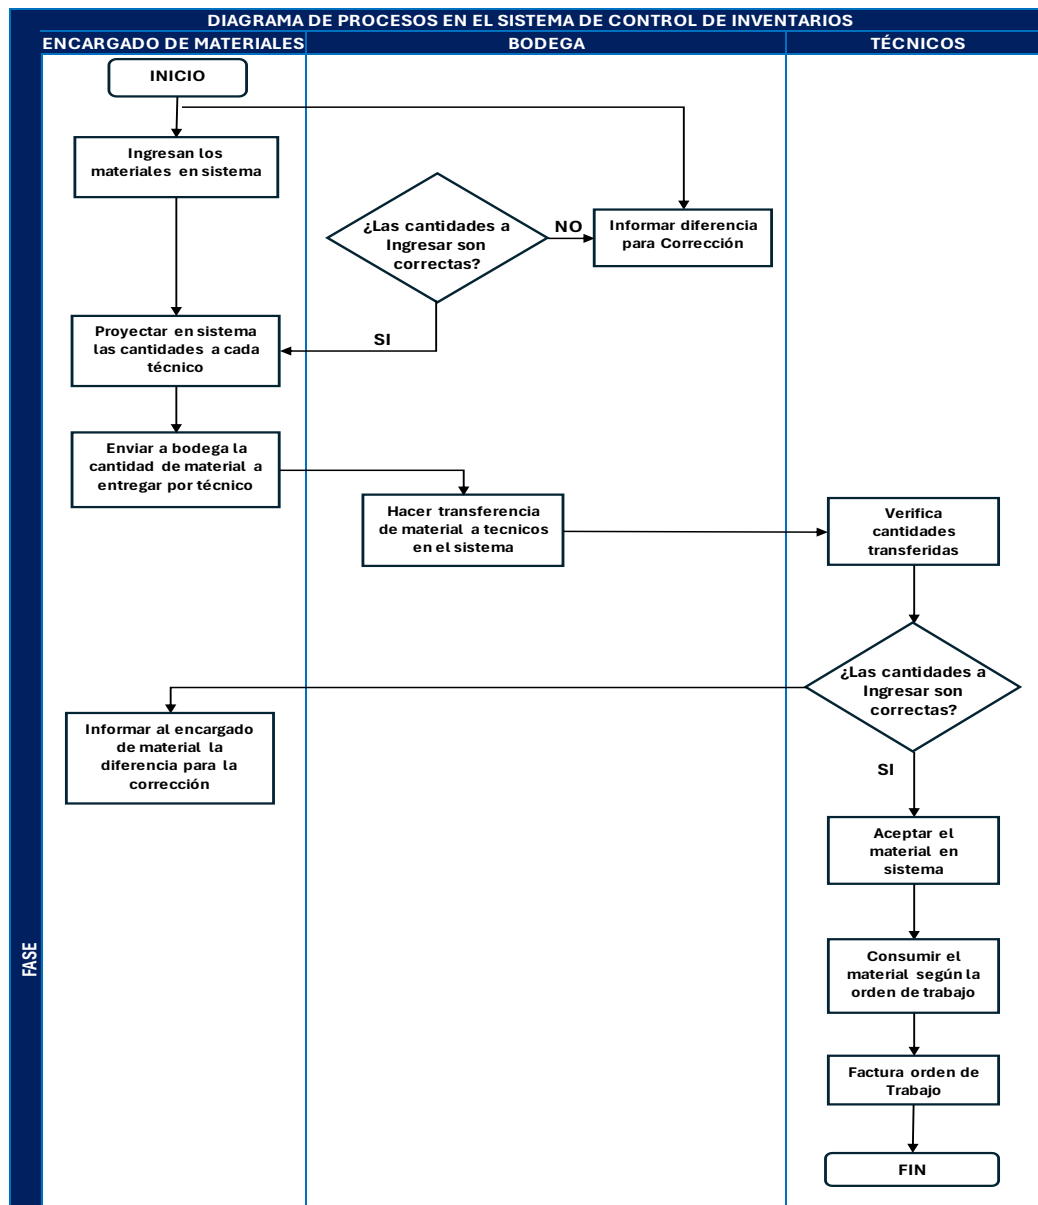 DIAGRAMA DE PROCESOS EN EL SISTEMA DE CONTROL DE INVENTARIOS
ENCARGADO DE MATERIALES
BODEGA
TÉCNICOS
INICIO
Ingresan los
materiales en sistema
¿Las cantidades a
Ingresar son
correctas?
NO
Informar diferencia
para Corrección
SI
Proyectar en sistema
las cantidades a cada
técnico
Enviar a bodega la
cantidad de material a
entregar por técnico
Hacer transferencia
de material a tecnicos
en el sistema
Verifica
cantidades
transferidas
¿Las cantidades a
Ingresar son
correctas?
Informar al encargado
de material la
diferencia para la
corrección
SI
Aceptar el
material en
sistema
Consumir el
material según la
orden de trabajo
Factura orden de
Trabajo
FIN
FASE